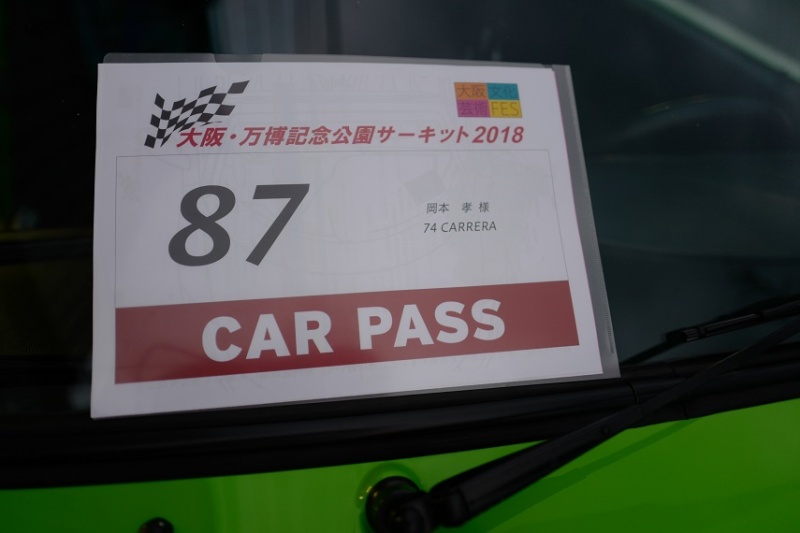 大阪文化
芸術FES
大阪・万博記念公園サーキット2018
87
岡本 孝 様
74 CARRERA
CAR PASS